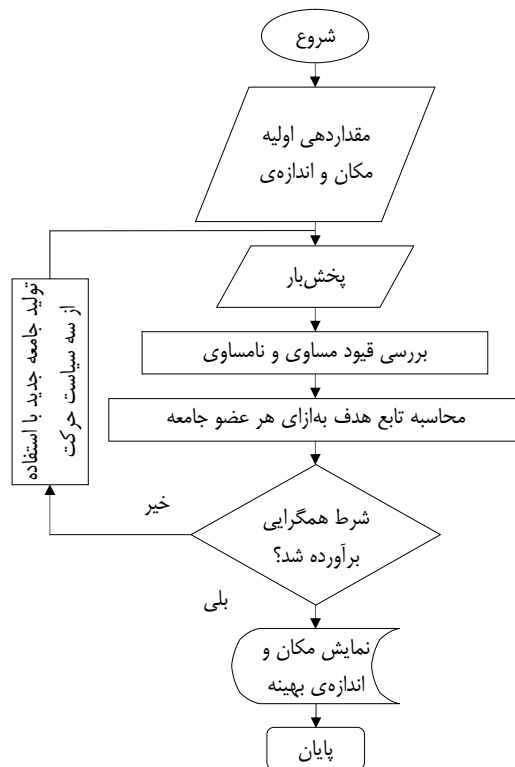 شروع
مقداردهی اولیه
مکان و اندازه‌ی
پخش‌بار
بررسی قیود مساوی و نامساوی
محاسبه تابع هدف به‌ازای هر عضو جامعه
شرط همگرایی
برآورده شد؟
خیر
تولید جامعه جدید با استفاده
از سه سیاست حرکت
بلی
نمایش مکان و
اندازه‌ی بهینه
پایان